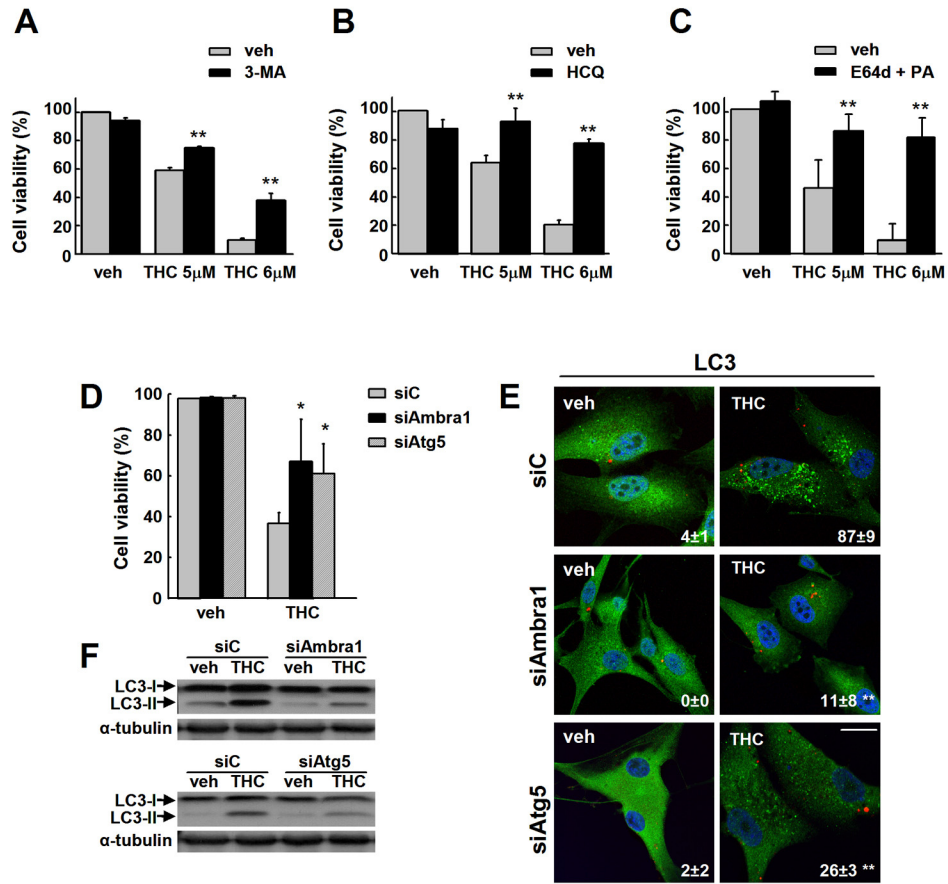 A
veh
3-MA
Cell viability (%)
100
80
60
40
20
0
veh
THC 5μM
THC 6μM
**
**
B
veh
HCQ
Cell viability (%)
100
80
60
40
20
0
veh
THC 5μM
THC 6μM
**
**
C
veh
E64d + PA
Cell viability (%)
100
80
60
40
20
0
veh
THC 5μM
THC 6μM
**
**
D
siC
siAmbra1
siAtg5
Cell viability (%)
100
80
60
40
20
0
veh
THC
*
*
E
LC3
siC
veh
4±1
THC
87±9
siAmbra1
veh
0±0
THC
11±8 **
siAtg5
veh
2±2
THC
26±3 **
F
siC siAmbra1
veh THC veh THC
LC3-I
LC3-II
α-tubulin
siC siAtg5
veh THC veh THC
LC3-I
LC3-II
α-tubulin